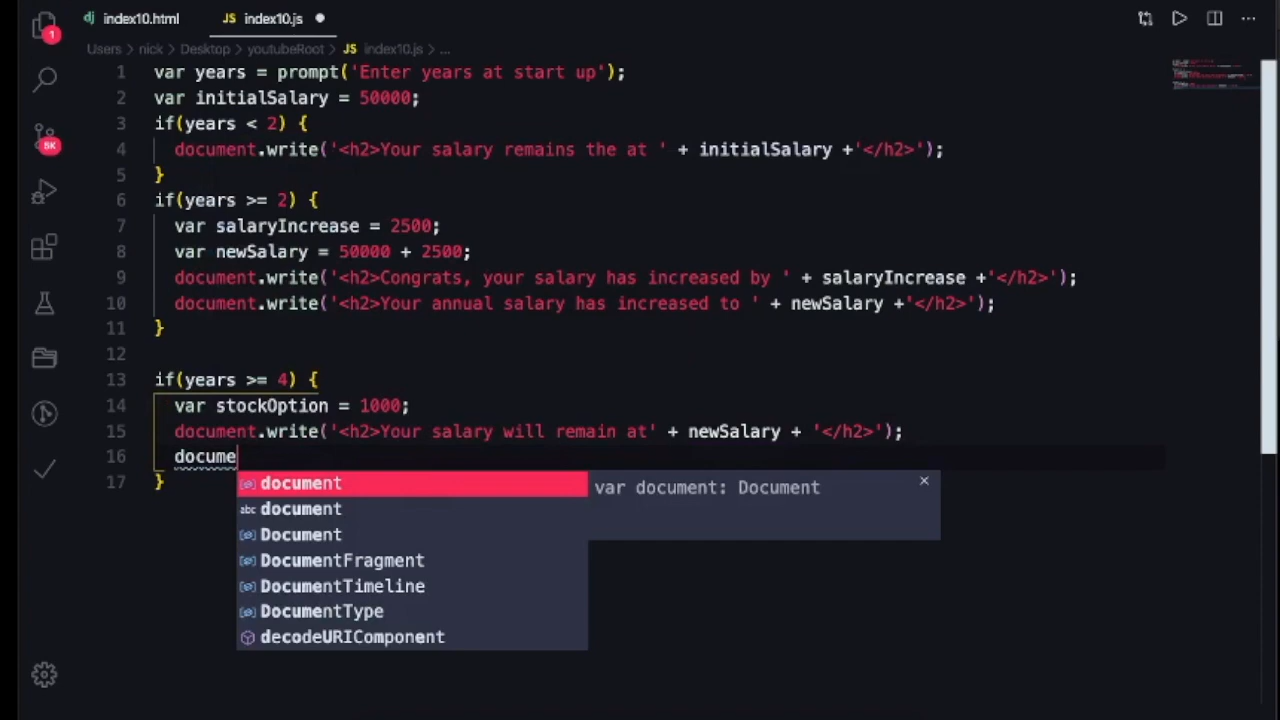 index10.html
JS index10.js
Users > nick > Desktop > youtubeRoot > JS index10.js > ...
1
5K
1 var years = prompt('Enter years at start up');
2 var initialSalary = 50000;
3 if(years < 2) {
4 document.write('<h2>Your salary remains the at ' + initialSalary +'</h2>');
5 }
6 if(years >= 2) {
7 var salaryIncrease = 2500;
8 var newSalary = 50000 + 2500;
9 document.write('<h2>Congrats, your salary has increased by ' + salaryIncrease +'</h2>');
10 document.write('<h2>Your annual salary has increased to ' + newSalary +'</h2>');
11 }
12
13 if(years >= 4) {
14 var stockOption = 1000;
15 document.write('<h2>Your salary will remain at' + newSalary + '</h2>');
16 docume
17 }
document
var document: Document
abc document
Document
DocumentFragment
DocumentTimeline
DocumentType
decodeURIComponent